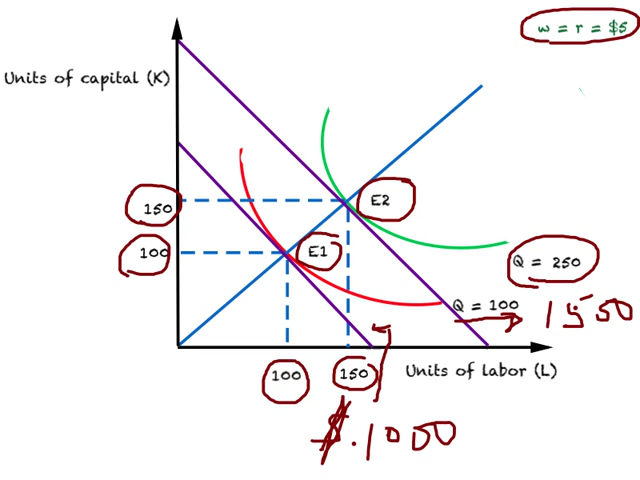 w = r = $5
Units of capital (K)
150
E2
100
E1
Q = 250
Q = 100
1550
100
150
Units of labor (L)
$.1000